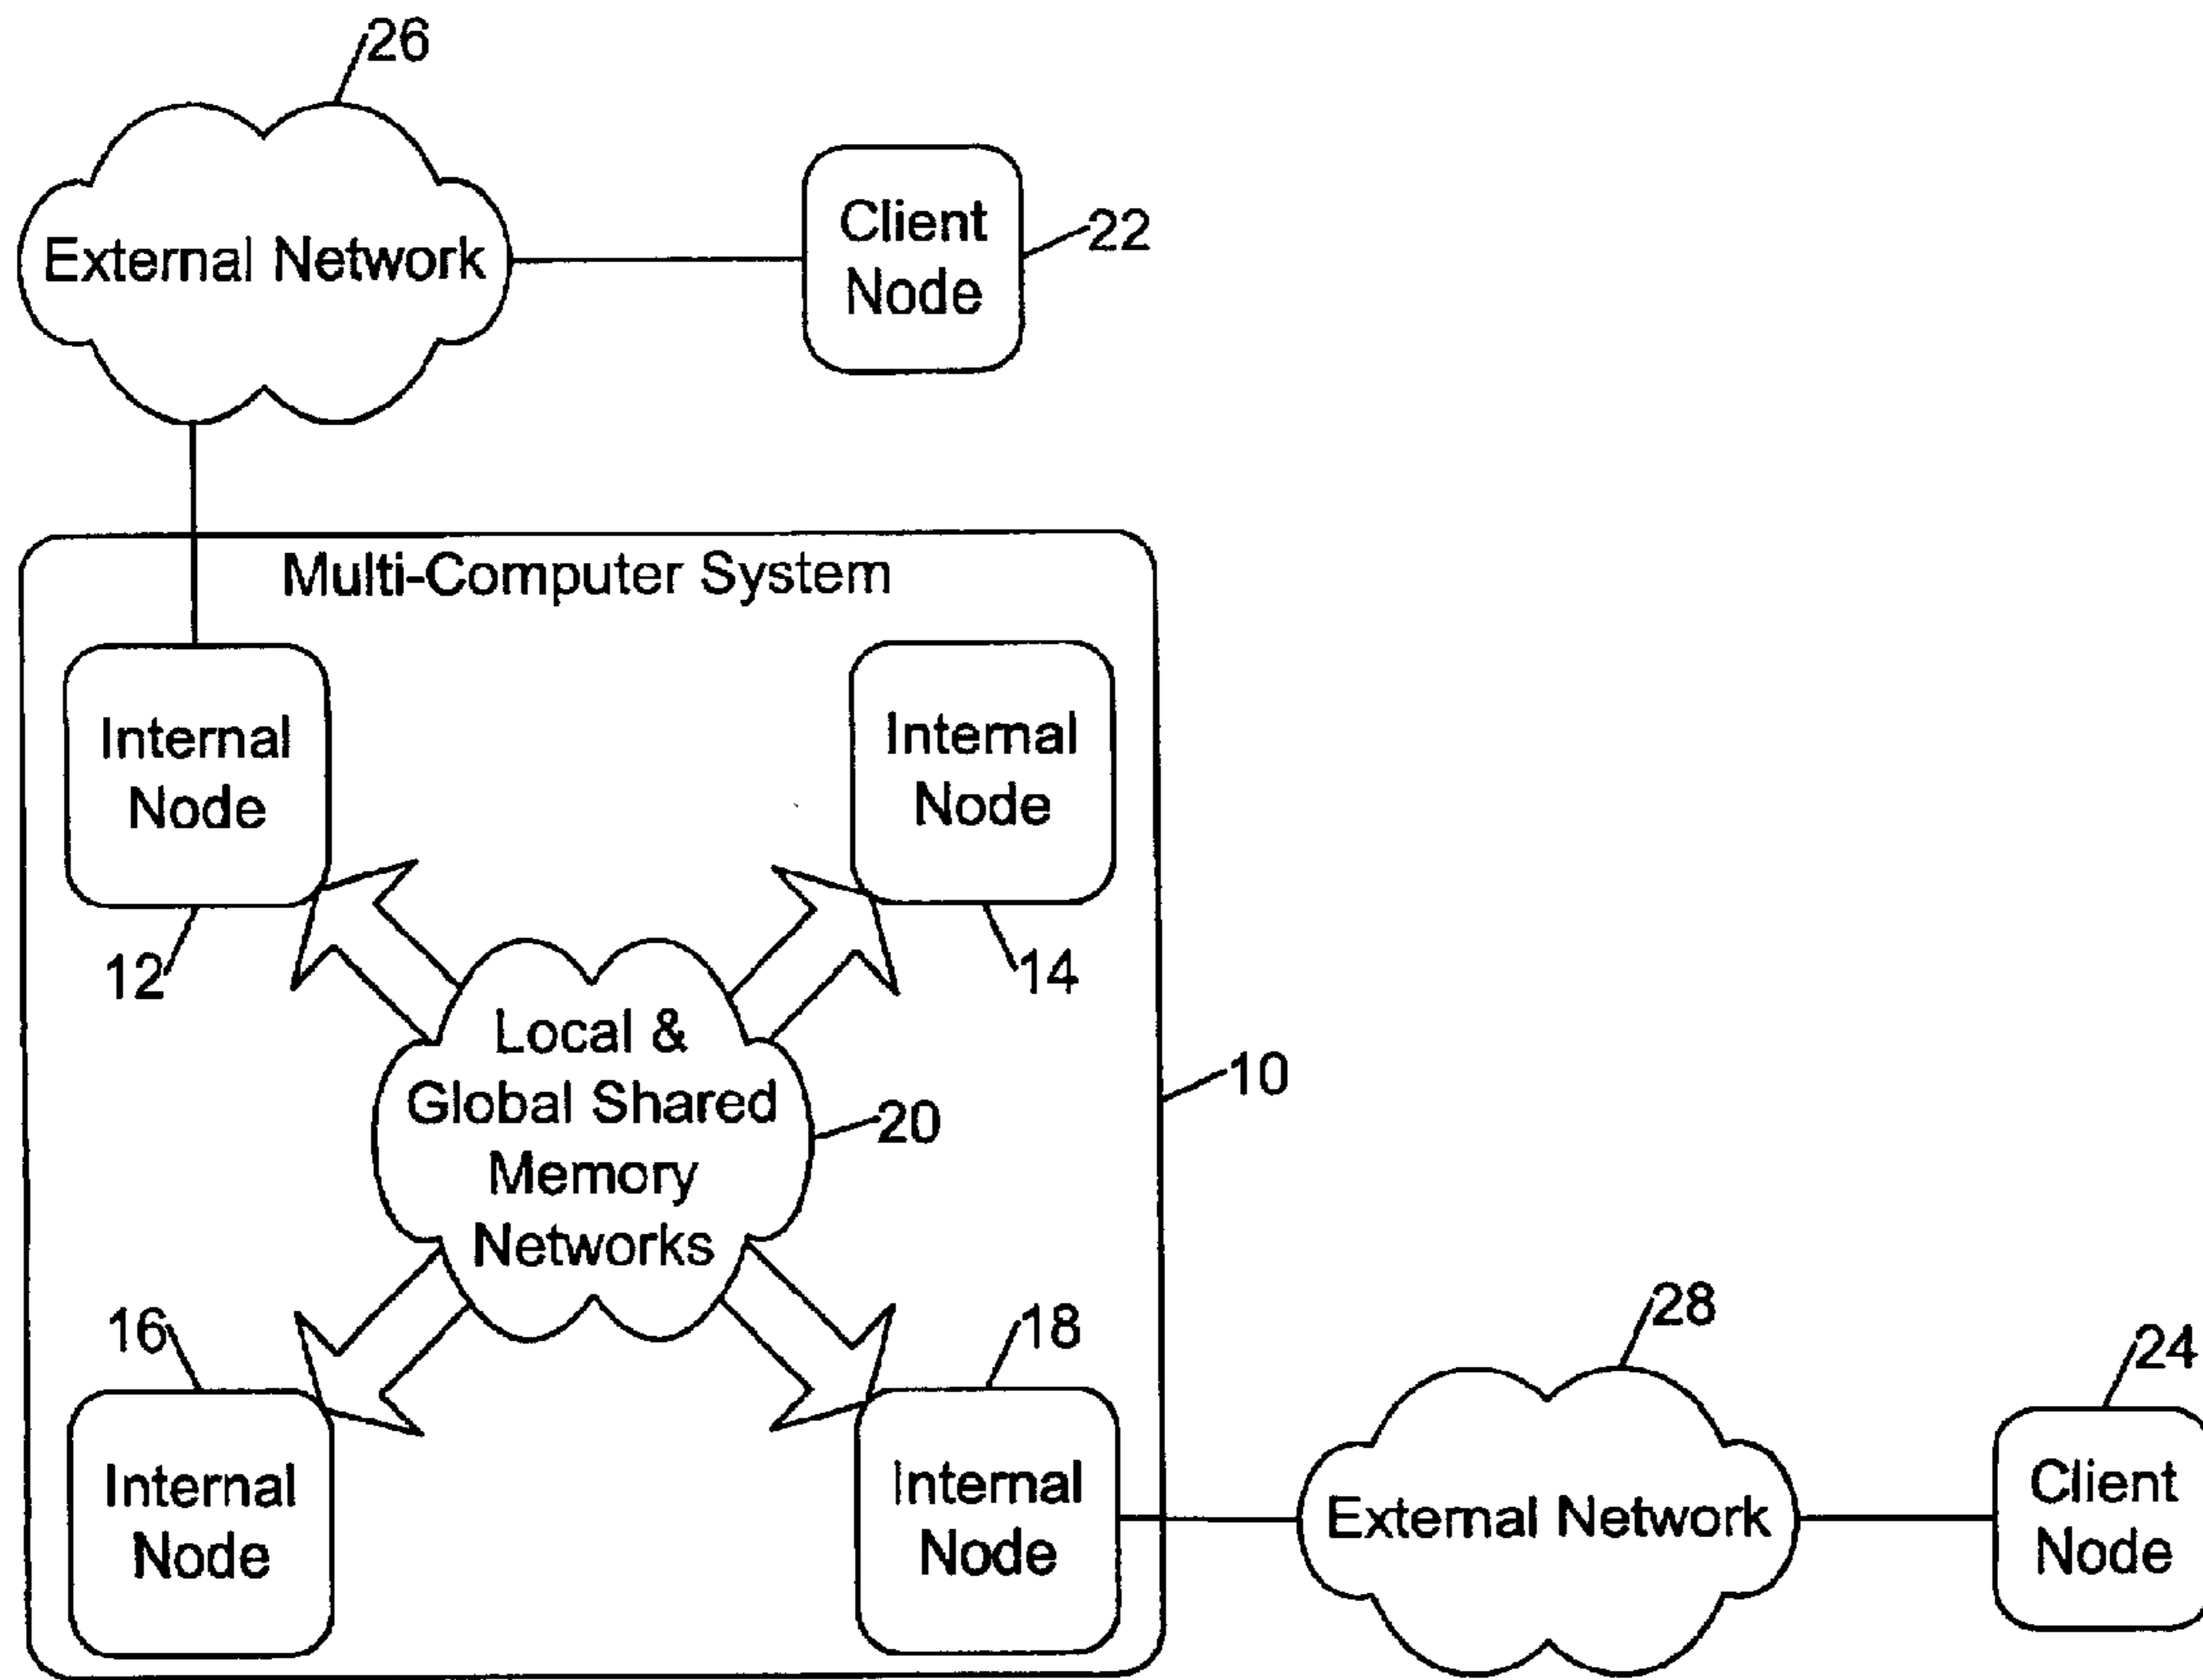 26
External Network
Client
Node
22
Multi-Computer System
Internal
Node
Internal
Node
12
14
Local &
Global Shared
Memory
Networks
10
20
16
18
28
24
Internal
Node
Internal
Node
External Network
Client
Node